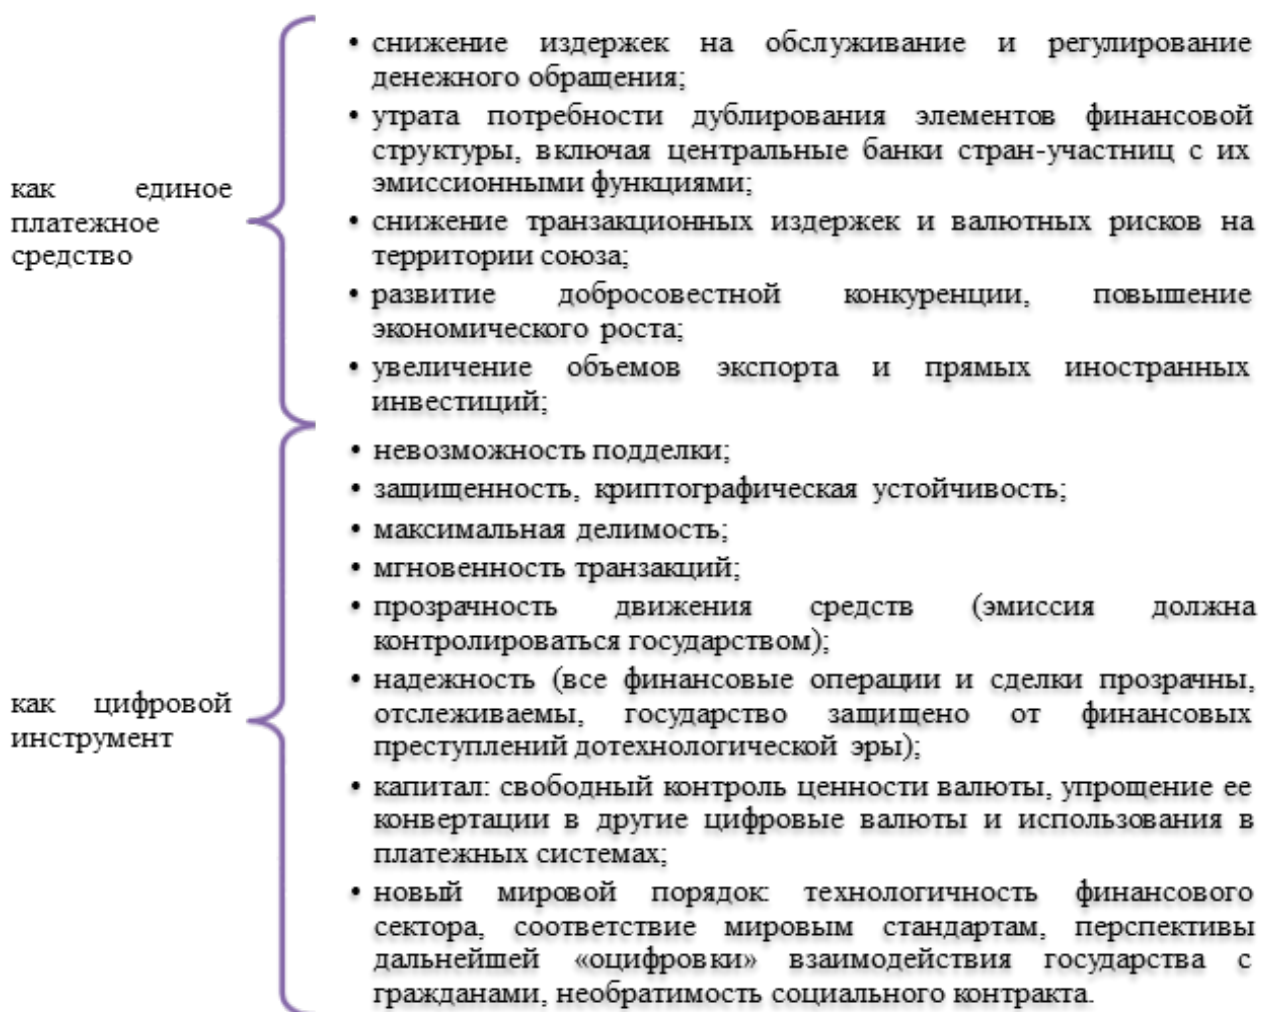 как единое
платежное
средство
• снижение издержек на обслуживание и регулирование
денежного обращения;
• утрата потребности дублирования элементов финансовой
структуры, включая центральные банки стран-участниц с их
эмиссионными функциями;
• снижение транзакционных издержек и валютных рисков на
территории союза;
• развитие добросовестной конкуренции, повышение
экономического роста;
• увеличение объемов экспорта и прямых иностранных
инвестиций;
как цифровой
инструмент
• невозможность подделки;
• защищенность, криптографическая устойчивость;
• максимальная делимость;
• мгновенность транзакций;
• прозрачность движения средств (эмиссия должна
контролироваться государством);
• надежность (все финансовые операции и сделки прозрачны,
отслеживаемы, государство защищено от финансовых
преступлений дотехнологической эры);
• капитал: свободный контроль ценности валюты, упрощение ее
конвертации в другие цифровые валюты и использования в
платежных системах;
• новый мировой порядок: технологичность финансового
сектора, соответствие мировым стандартам, перспективы
дальнейшей «оцифровки» взаимодействия государства с
гражданами, необратимость социального контракта.